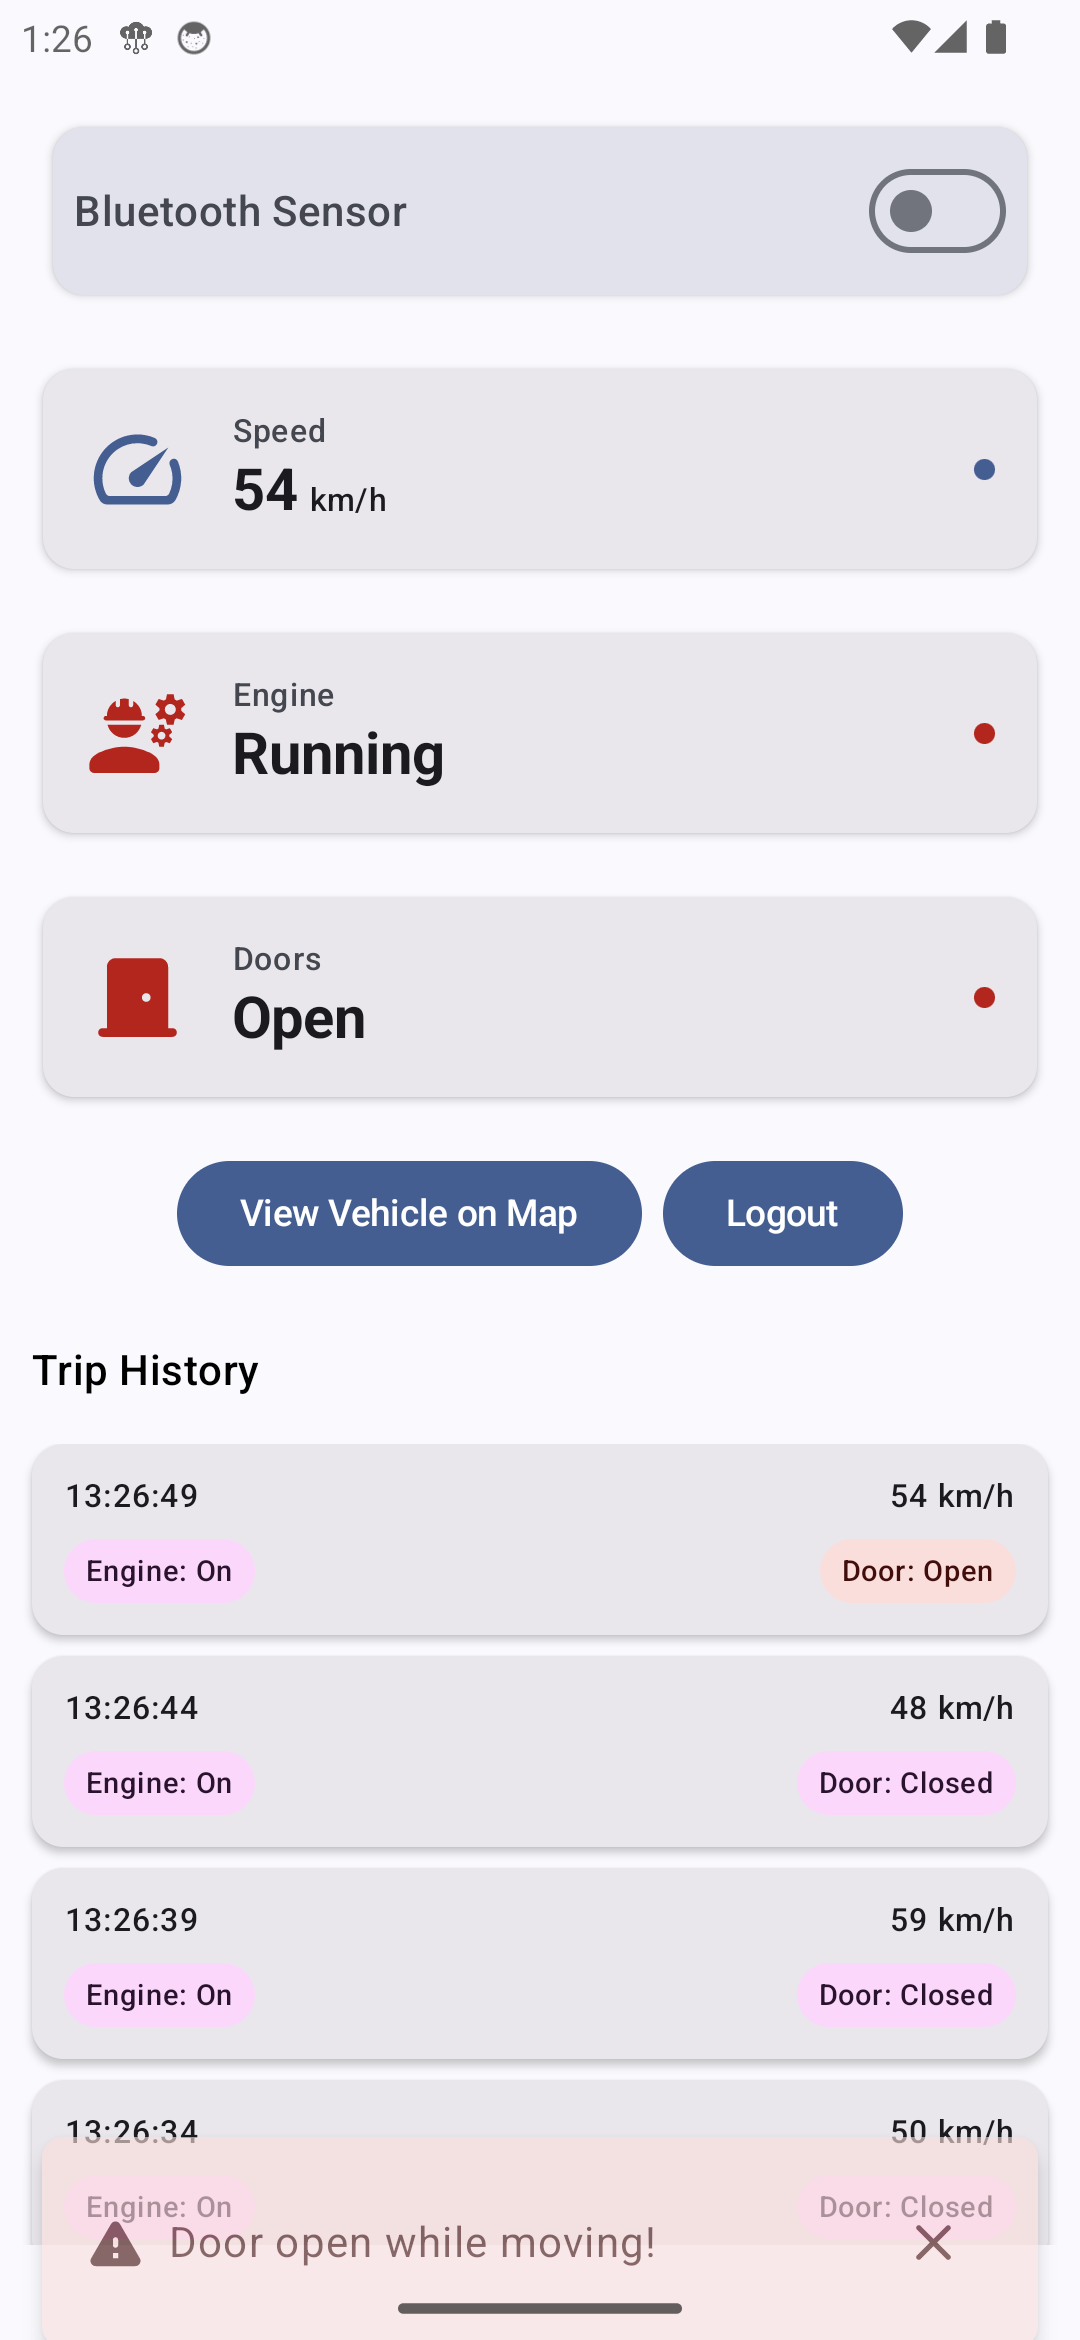 1:26
Bluetooth Sensor
Speed
54 km/h
Engine
Running
Doors
Open
View Vehicle on Map
Logout
Trip History
13:26:49
54 km/h
Engine: On
Door: Open
13:26:44
48 km/h
Engine: On
Door: Closed
13:26:39
59 km/h
Engine: On
Door: Closed
13:26:34
50 km/h
Engine: On
Door: Closed
Door open while moving!